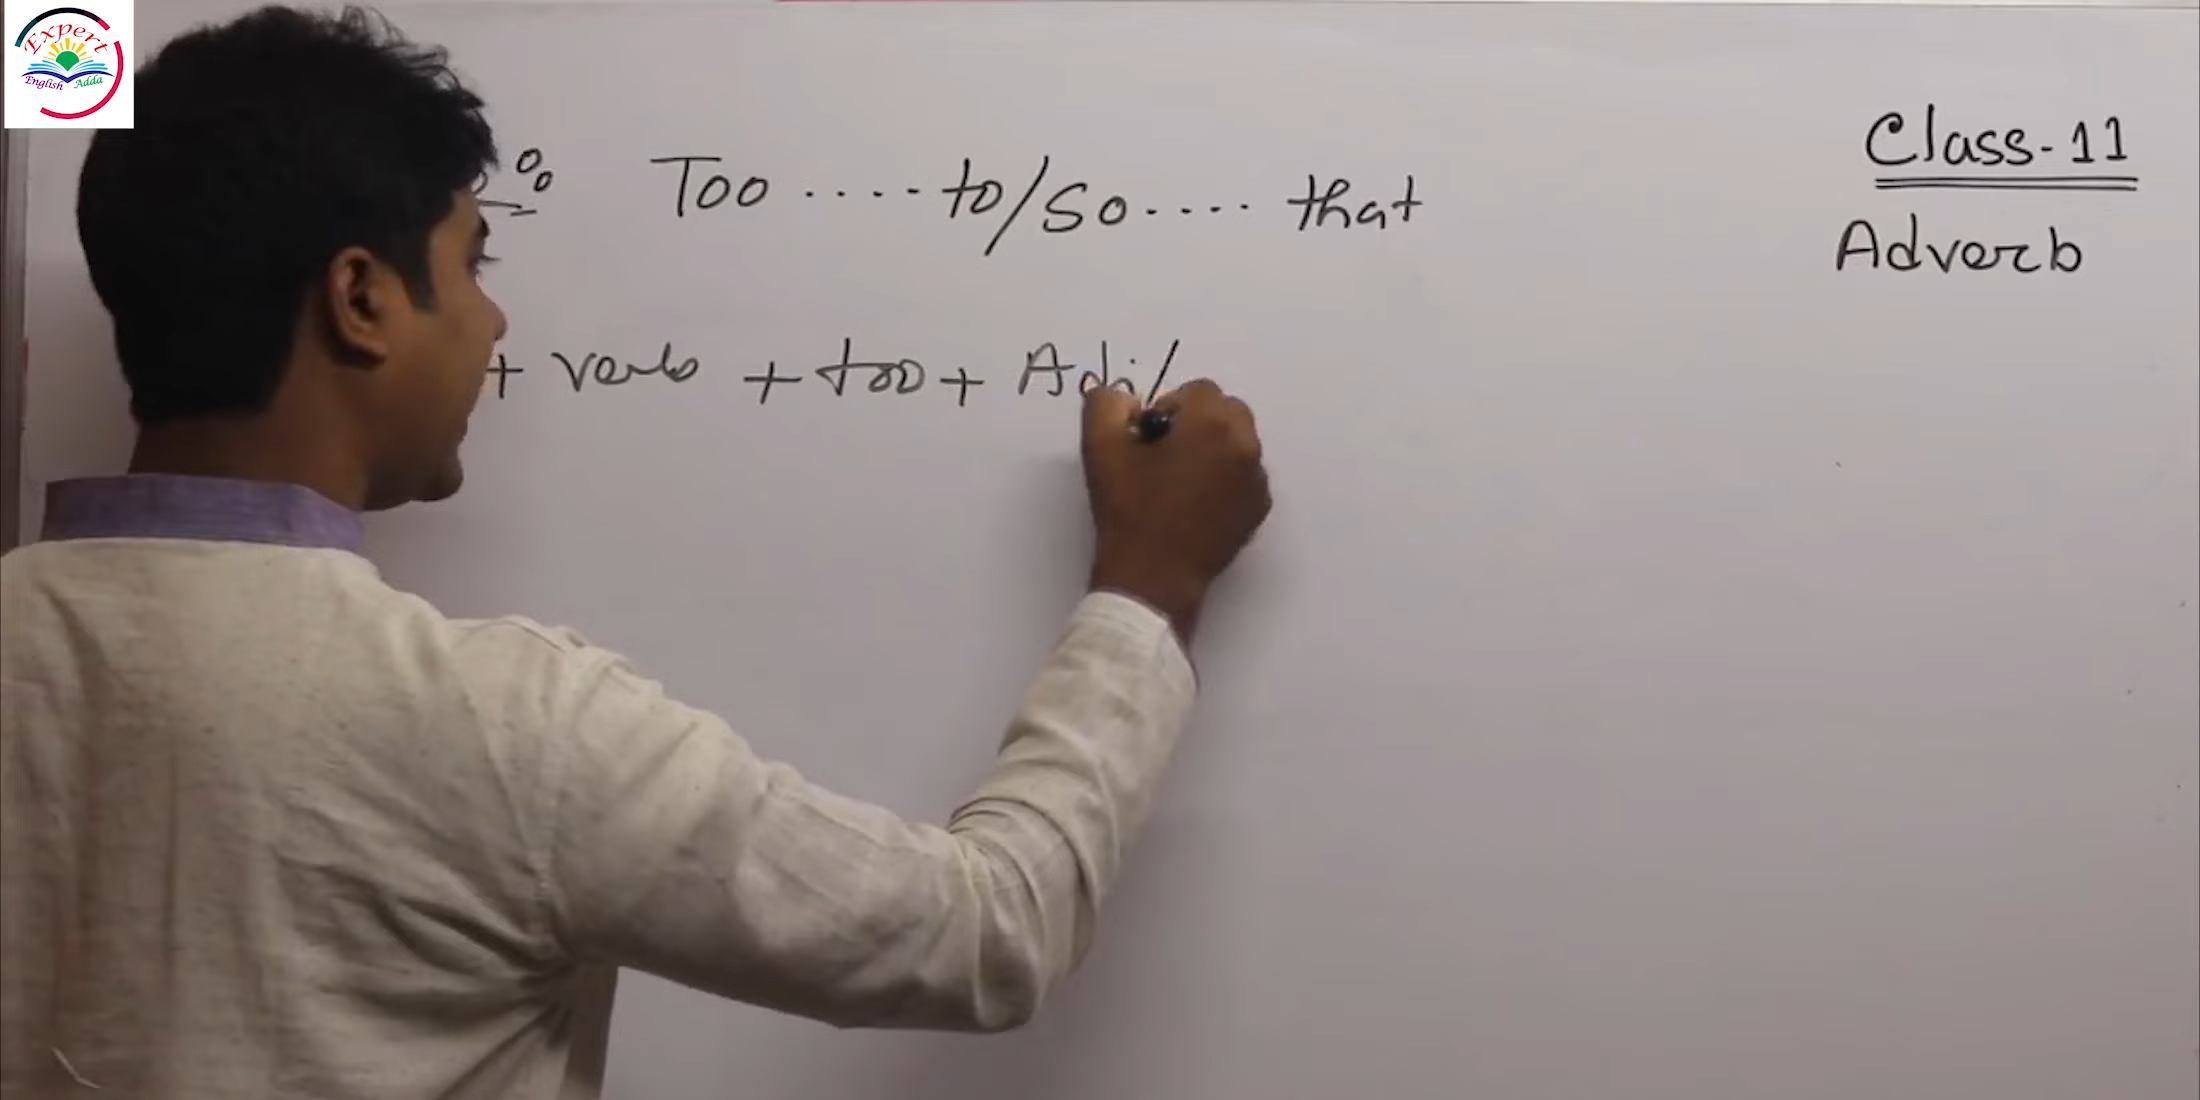 Expert
English Adda
Too .... to/so .... that
+ verb + too + Adj/
Class-11
Adverb